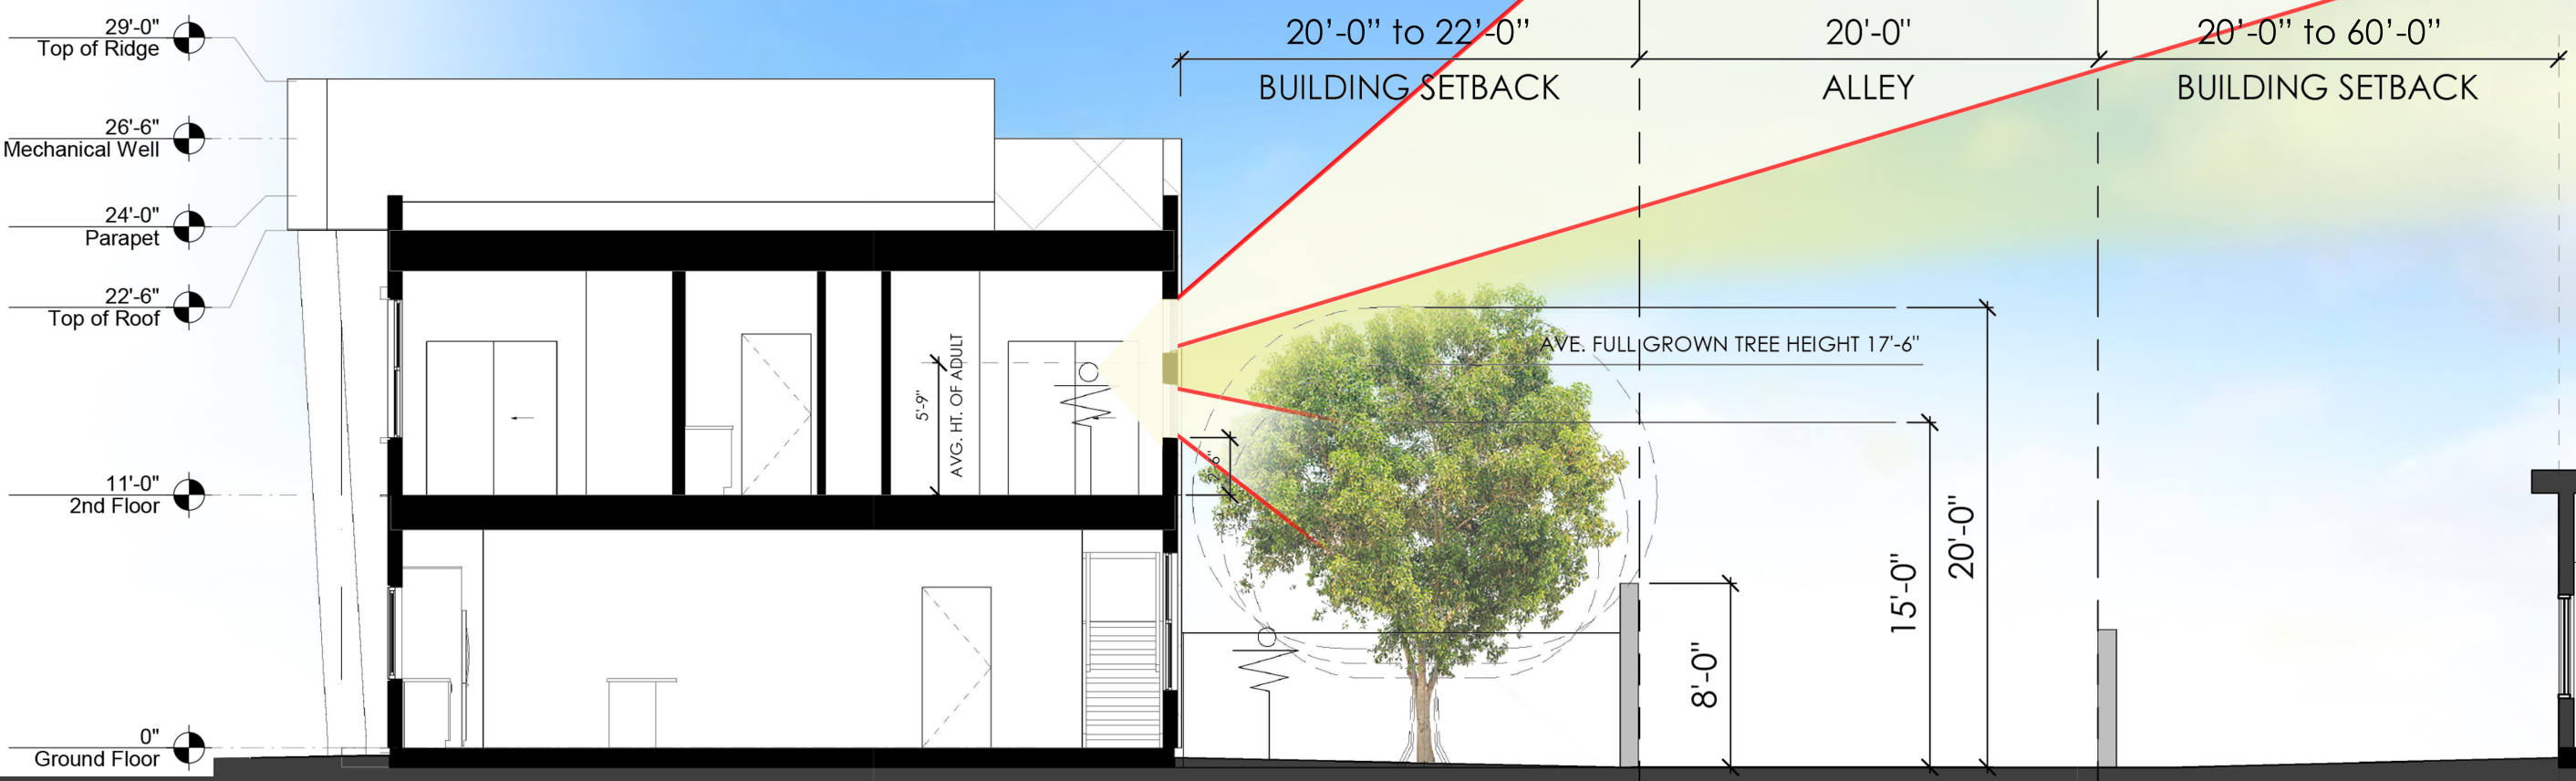 29'-0"
Top of Ridge
26'-6"
Mechanical Well
24'-0"
Parapet
22'-6"
Top of Roof
11'-0"
2nd Floor
0"
Ground Floor
5'-9"
AVG. HT. OF ADULT
20'-0" to 22'-0"
BUILDING SETBACK
20'-0"
ALLEY
20'-0" to 60'-0"
BUILDING SETBACK
AVE. FULL GROWN TREE HEIGHT 17'-6"
8'-0"
15'-0"
20'-0"